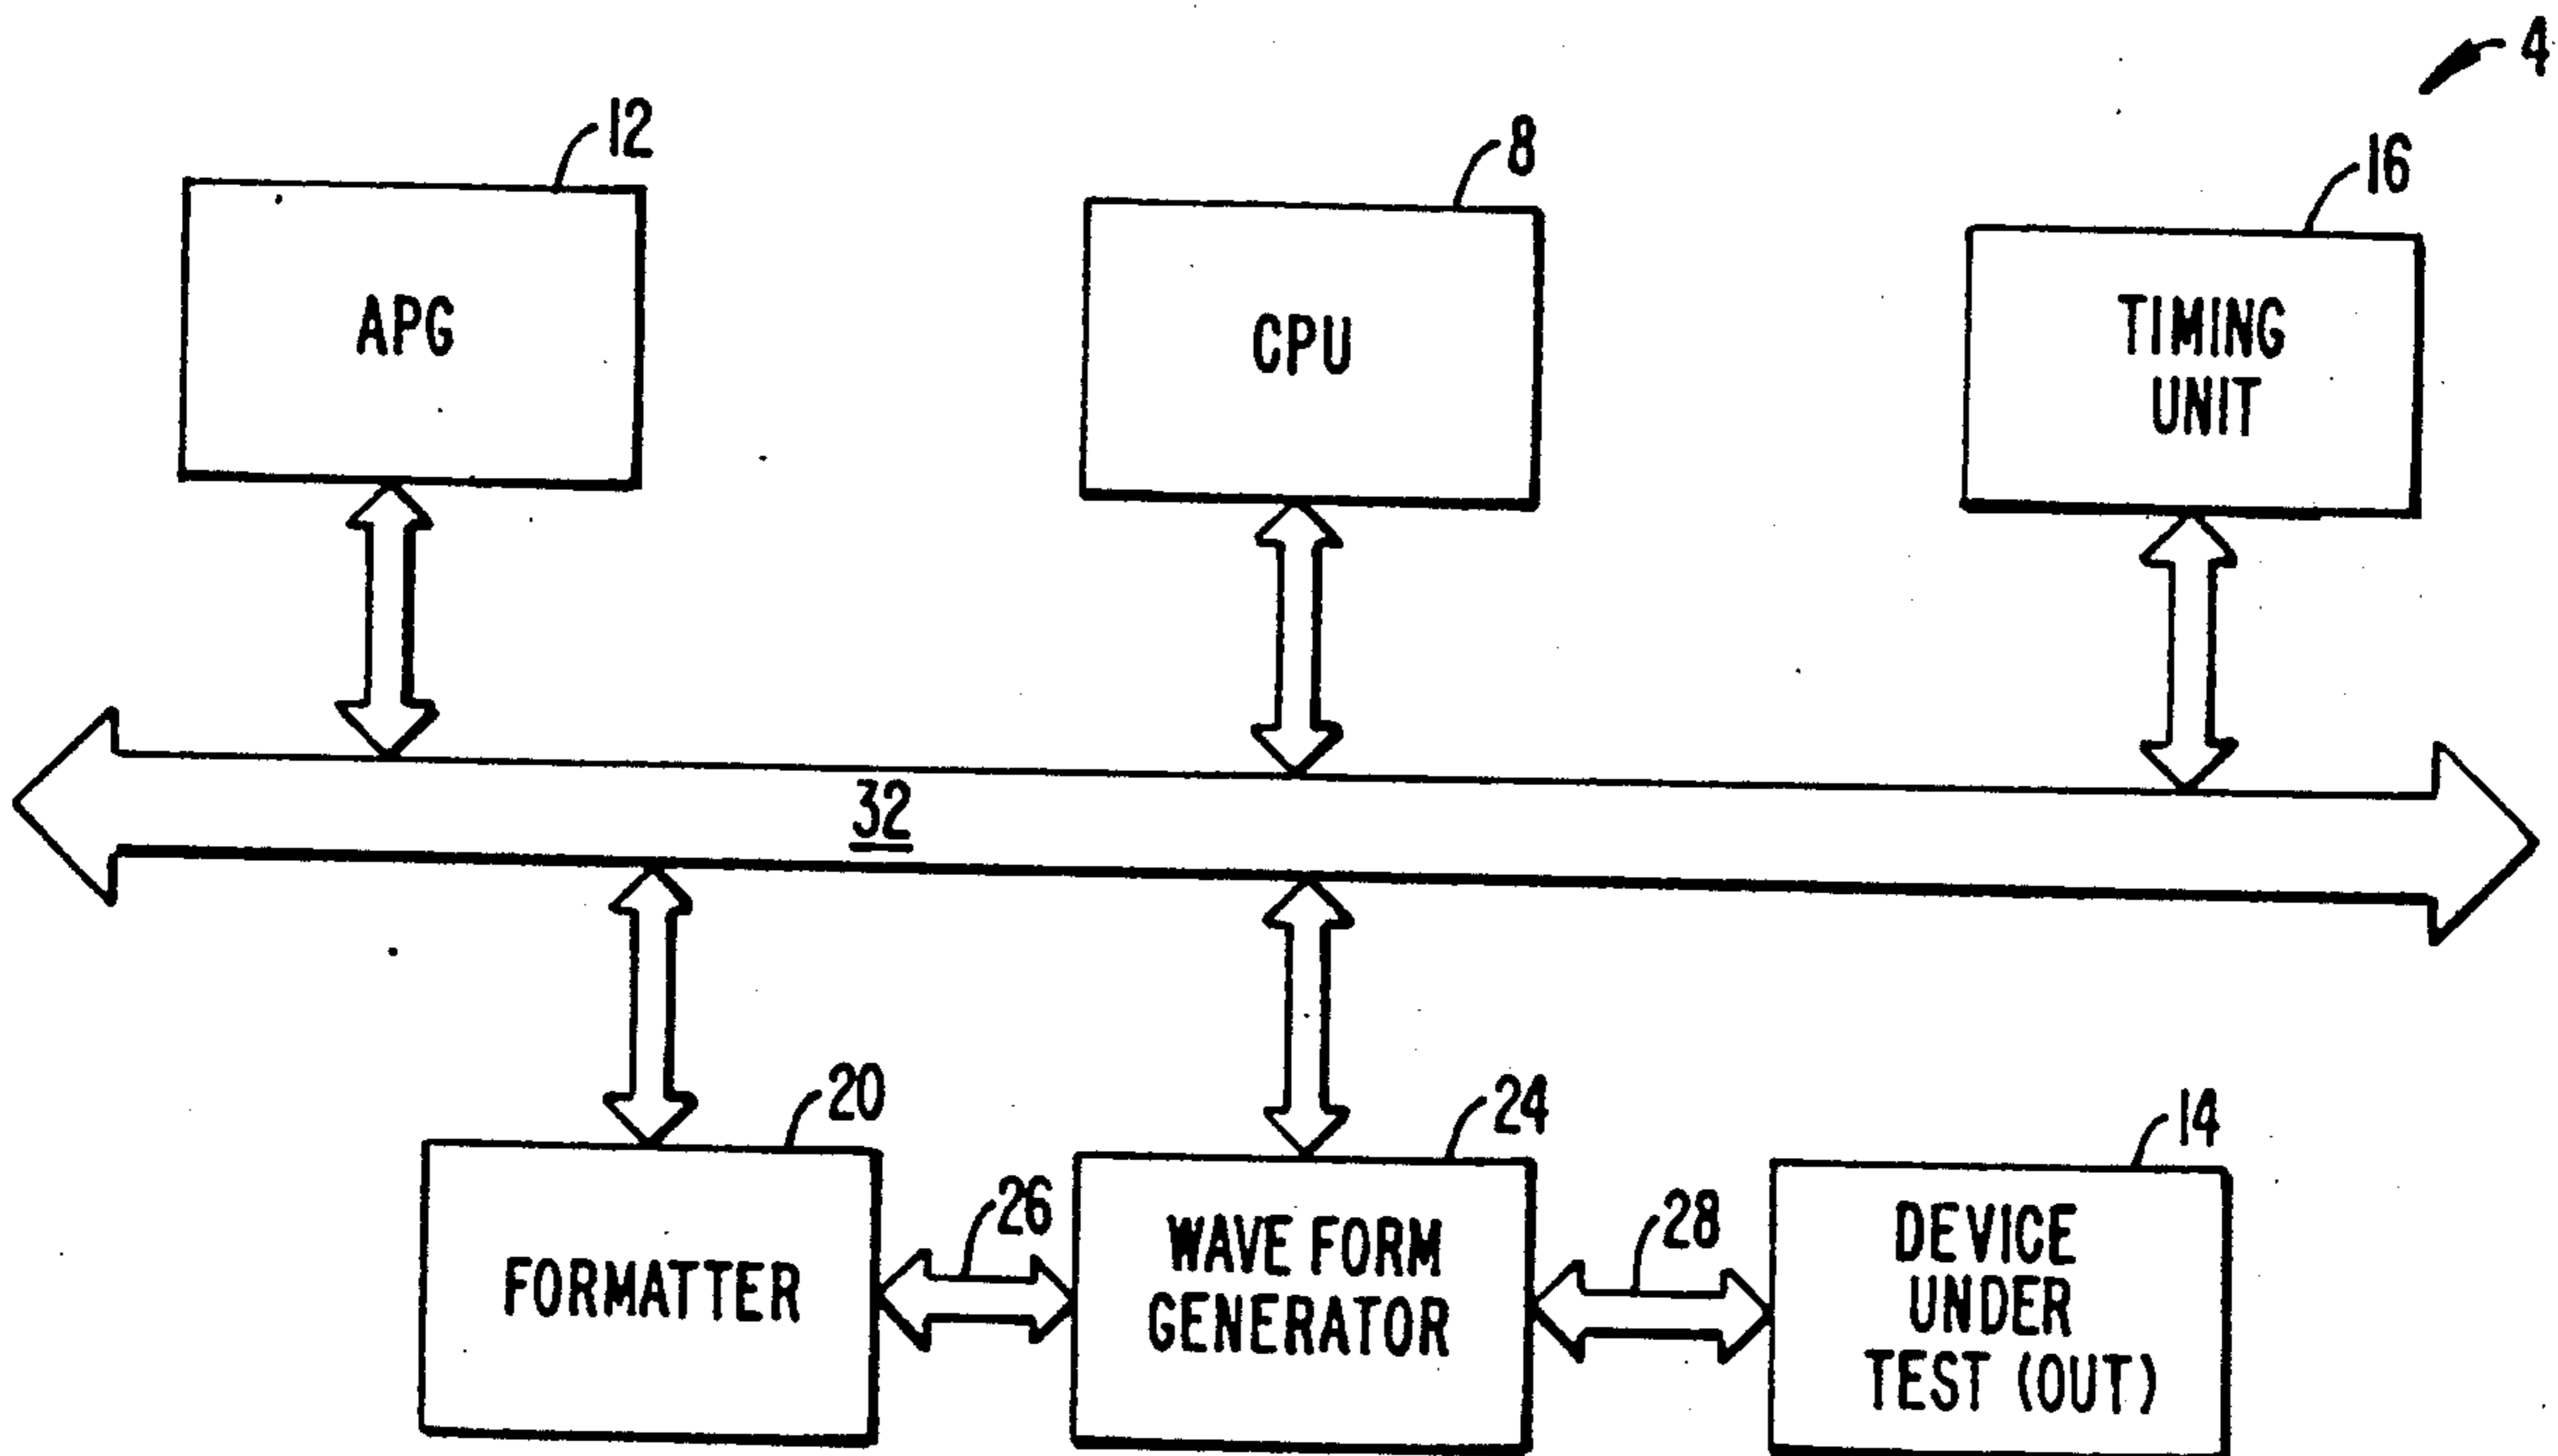 4
12
8
16
APG
CPU
TIMING
UNIT
32
20
24
14
26
28
FORMATTER
WAVE FORM
GENERATOR
DEVICE
UNDER
TEST (OUT)